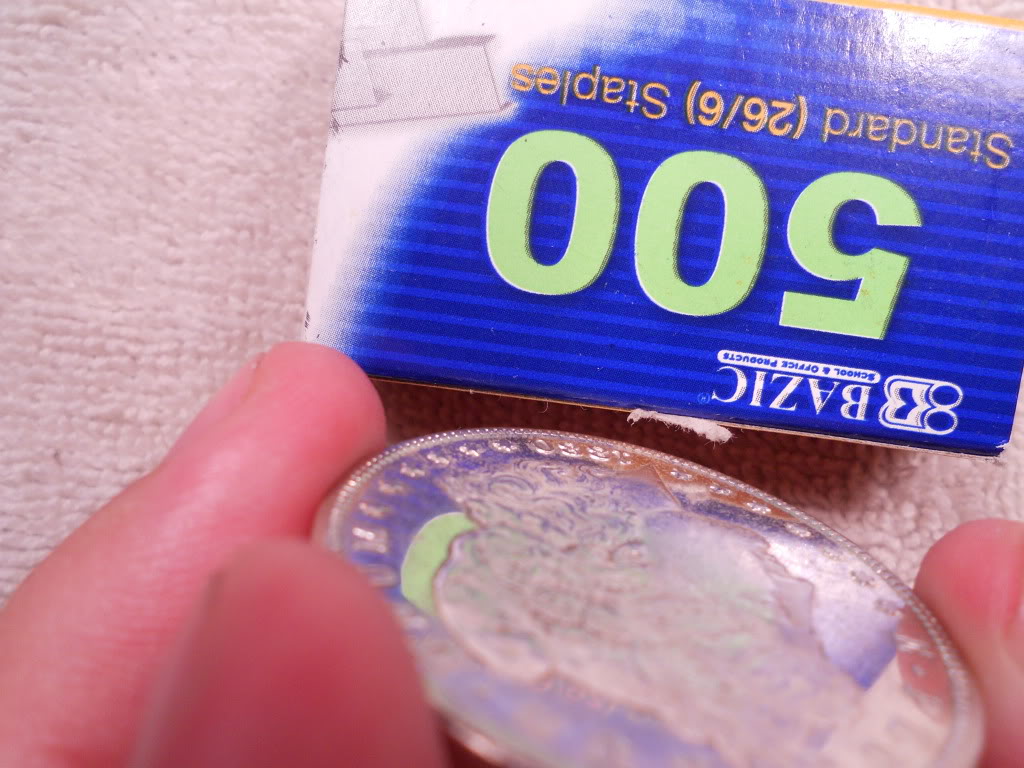 BAZIC
SCHOOL & OFFICE PRODUCTS
500
Standard (26/6) Staples